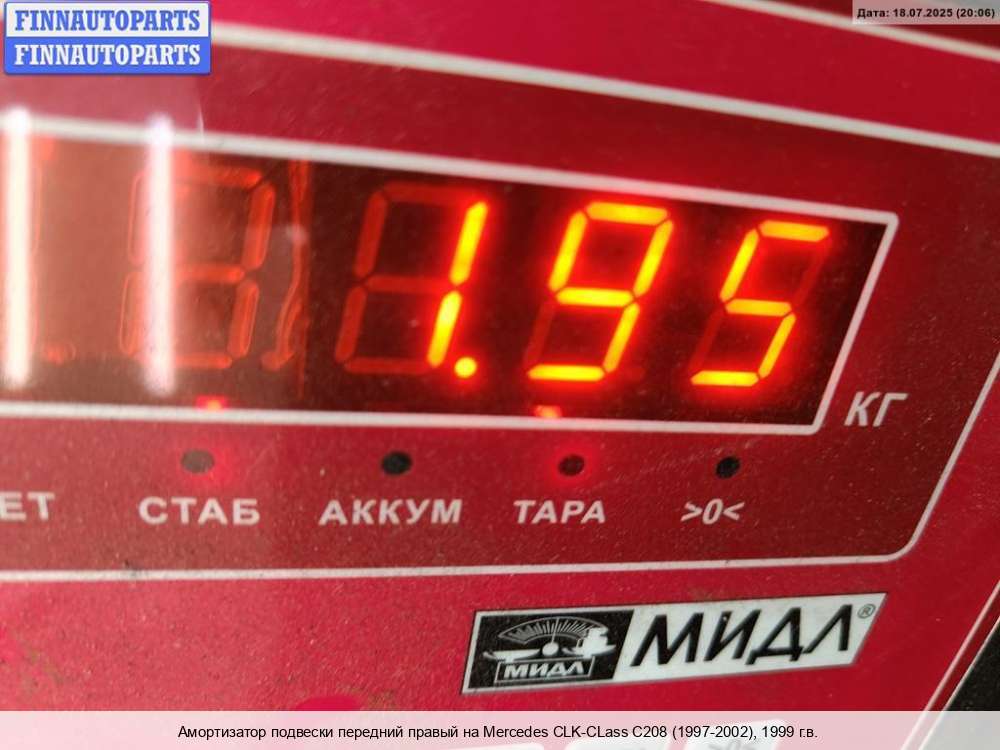 FINNAUTOPARTS
FINNAUTOPARTS
Дата: 18.07.2025 (20:06)
1.95
КГ
ЕТ СТАБ АККУМ ТАРА >0<
МИДЛ МИДЛ®
Амортизатор подвески передний правый на Mercedes CLK-CLass C208 (1997-2002), 1999 г.в.